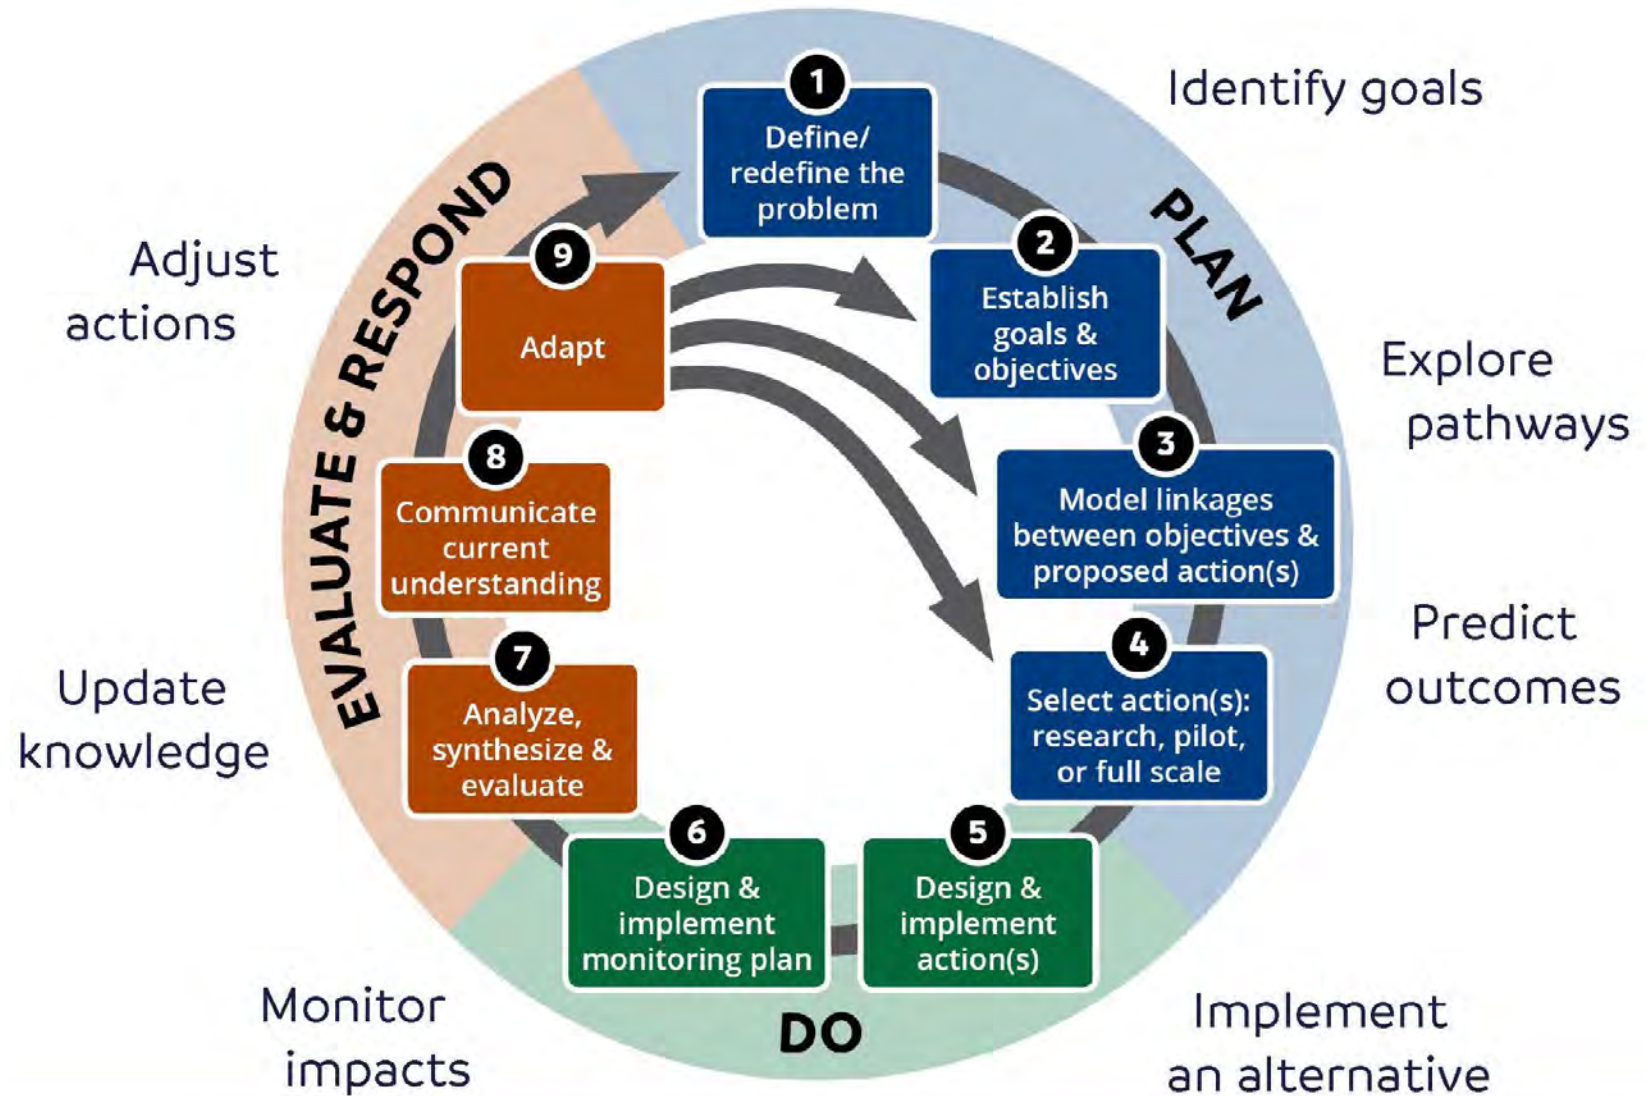 Identify goals
PLAN
1
Define/
redefine the
problem
2
Establish
goals &
objectives
Explore
pathways
3
Model linkages
between objectives &
proposed action(s)
Predict
outcomes
4
Select action(s):
research, pilot,
or full scale
5
Design &
implement
action(s)
Implement
an alternative
DO
6
Design &
implement
monitoring plan
Monitor
impacts
EVALUATE & RESPOND
7
Analyze,
synthesize &
evaluate
Update
knowledge
8
Communicate
current
understanding
9
Adapt
Adjust
actions